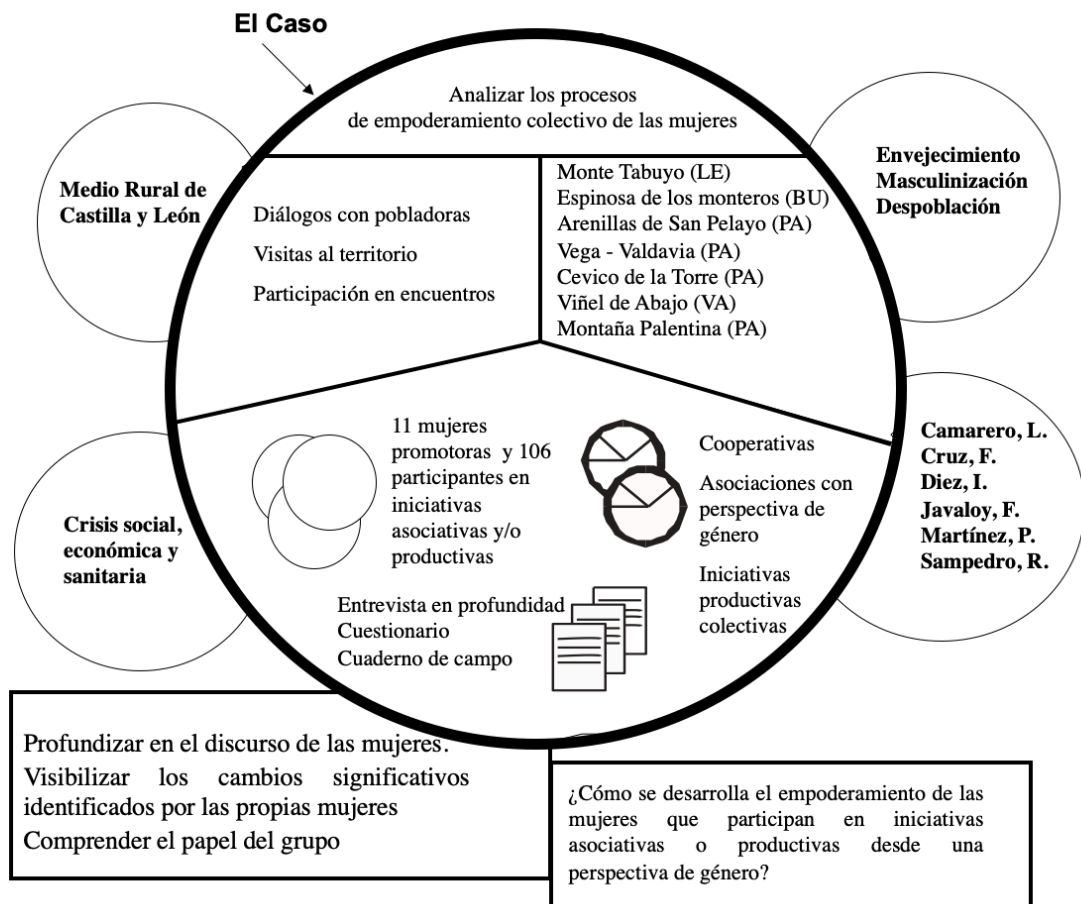 El Caso
Analizar los procesos
de empoderamiento colectivo de las mujeres
Medio Rural de
Castilla y León
Diálogos con pobladoras
Visitas al territorio
Participación en encuentros
Monte Tabuyo (LE)
Espinosa de los monteros (BU)
Arenillas de San Pelayo (PA)
Vega - Valdavia (PA)
Cevico de la Torre (PA)
Viñel de Abajo (VA)
Montaña Palentina (PA)
Envejecimiento
Masculinización
Despoblación
Crisis social,
económica y
sanitaria
11 mujeres
promotoras y 106
participantes en
iniciativas
asociativas y/o
productivas
Cooperativas
Asociaciones con
perspectiva de
género
Iniciativas
productivas
colectivas
Entrevista en profundidad
Cuestionario
Cuaderno de campo
Camarero, L.
Cruz, F.
Diez, I.
Javaloy, F.
Martínez, P.
Sampedro, R.
Profundizar en el discurso de las mujeres.
Visibilizar los cambios significativos
identificados por las propias mujeres
Comprender el papel del grupo
¿Cómo se desarrolla el empoderamiento de las
mujeres que participan en iniciativas
asociativas o productivas desde una
perspectiva de género?